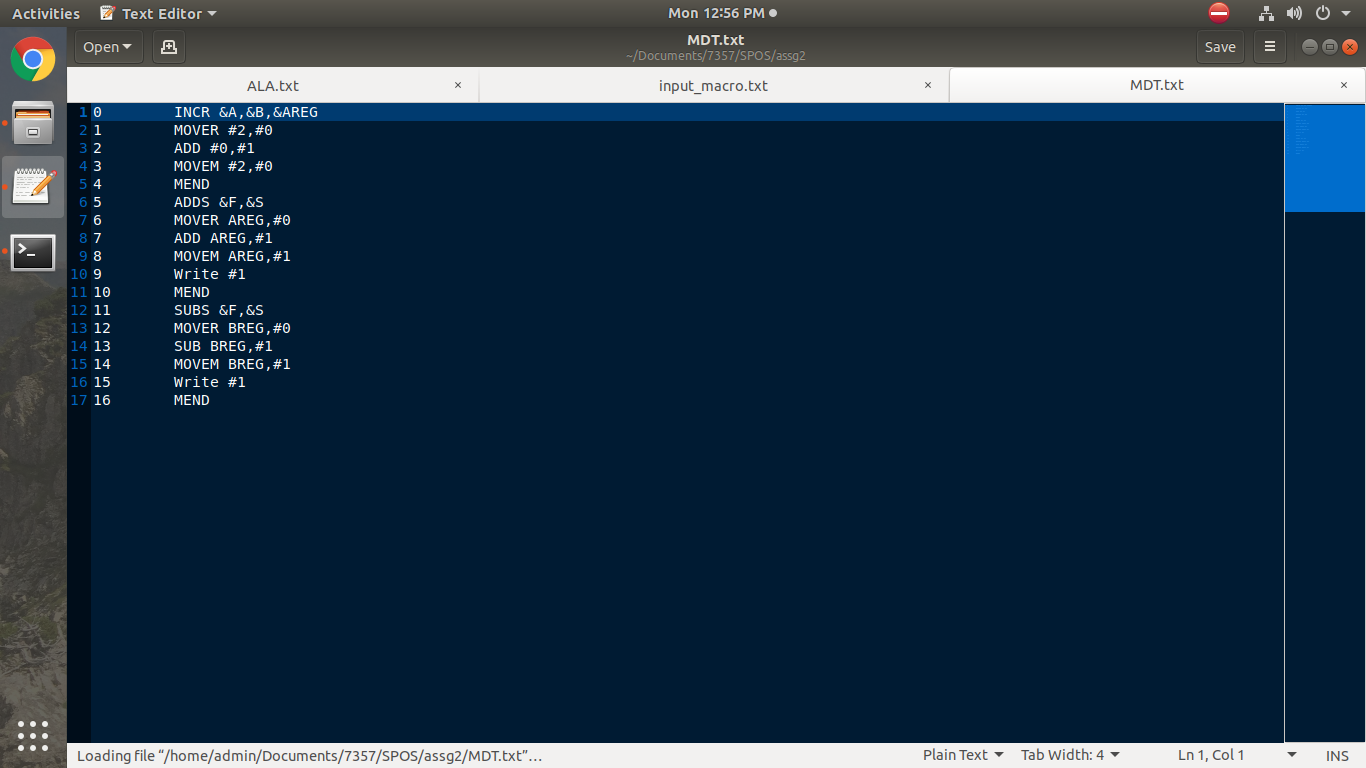 Activities Text Editor Mon 12:56 PM
Open MDT.txt Save
~/Documents/7357/SPOS/assg2
ALA.txt × input_macro.txt × MDT.txt ×
1 0 INCR &A,&B,&AREG
2 1 MOVER #2,#0
3 2 ADD #0,#1
4 3 MOVEM #2,#0
5 4 MEND
6 5 ADDS &F,&S
7 6 MOVER AREG,#0
8 7 ADD AREG,#1
9 8 MOVEM AREG,#1
10 9 Write #1
11 10 MEND
12 11 SUBS &F,&S
13 12 MOVER BREG,#0
14 13 SUB BREG,#1
15 14 MOVEM BREG,#1
16 15 Write #1
17 16 MEND
Loading file “/home/admin/Documents/7357/SPOS/assg2/MDT.txt”… Plain Text Tab Width: 4 Ln 1, Col 1 INS